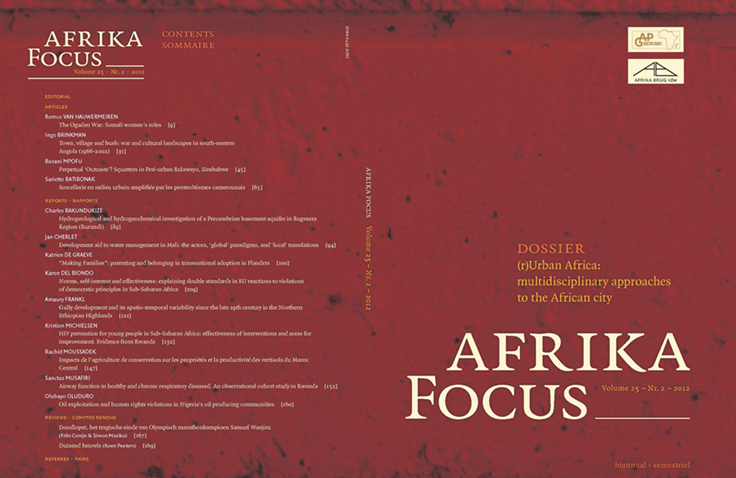 AFRIKA
FOCUS
Volume 25 – Nr. 2 – 2012
CONTENTS
SOMMAIRE
EDITORIAL
ARTICLES
Remco VAN HAUWERMEIREN
The Ogaden War: Somali women's roles [9]
Inge BRINKMAN
Town, village and bush: war and cultural landscapes in south-eastern
Angola (1966-2002) [31]
Busani MPOFU
Perpetual 'Outcasts'? Squatters in Peri-urban Bulawayo, Zimbabwe [45]
Sariette BATIBONAK
Sorcellerie en milieu urbain amplifiée par les pentecôtismes camerounais [65]
REPORTS - RAPPORTS
Charles BAKUNDUKIZE
Hydrogeological and hydrogeochemical investigation of a Precambrian basement aquifer in Bugesera
Region (Burundi) [89]
Jan CHERLET
Development aid to water management in Mali: the actors, 'global' paradigms, and 'local' translations [94]
Katrien DE GRAEVE
"Making Families": parenting and belonging in transnational adoption in Flanders [100]
Karen DEL BIONDO
Norms, self-interest and effectiveness: explaining double standards in EU reactions to violations
of democratic principles in Sub-Saharan Africa [109]
Amaury FRANKL
Gully development and its spatio-temporal variability since the late 19th century in the Northern
Ethiopian Highlands [121]
Kristien MICHIELSEN
HIV prevention for young people in Sub-Saharan Africa: effectiveness of interventions and areas for
improvement. Evidence from Rwanda [132]
Rachid MOUSSADEK
Impacts de l'agriculture de conservation sur les propriétés et la productivité des vertisols du Maroc
Central [147]
Sanctus MUSAFIRI
Airway function in healthy and chronic respiratory diseased. An observational cohort study in Rwanda [152]
Olubayo OLUDURO
Oil exploitation and human rights violations in Nigeria's oil producing communities [160]
REVIEWS - COMPTES RENDUS
Doodloper, het tragische einde van Olympisch marathonkampioen Samuel Wanjiru
(Frits Conijn & Simon Maziku) [167]
Duizend heuvels (Koen Peeters) [169]
REFEREES - PAIRS
AFRIKA FOCUS Volume 25 – Nr. 2 – 2012
GAP
AFRIKA BRUG VZW
DOSSIER
(r)Urban Africa:
multidisciplinary approaches
to the African city
AFRIKA
FOCUS
Volume 25 – Nr. 2 – 2012
biannual - semestriel